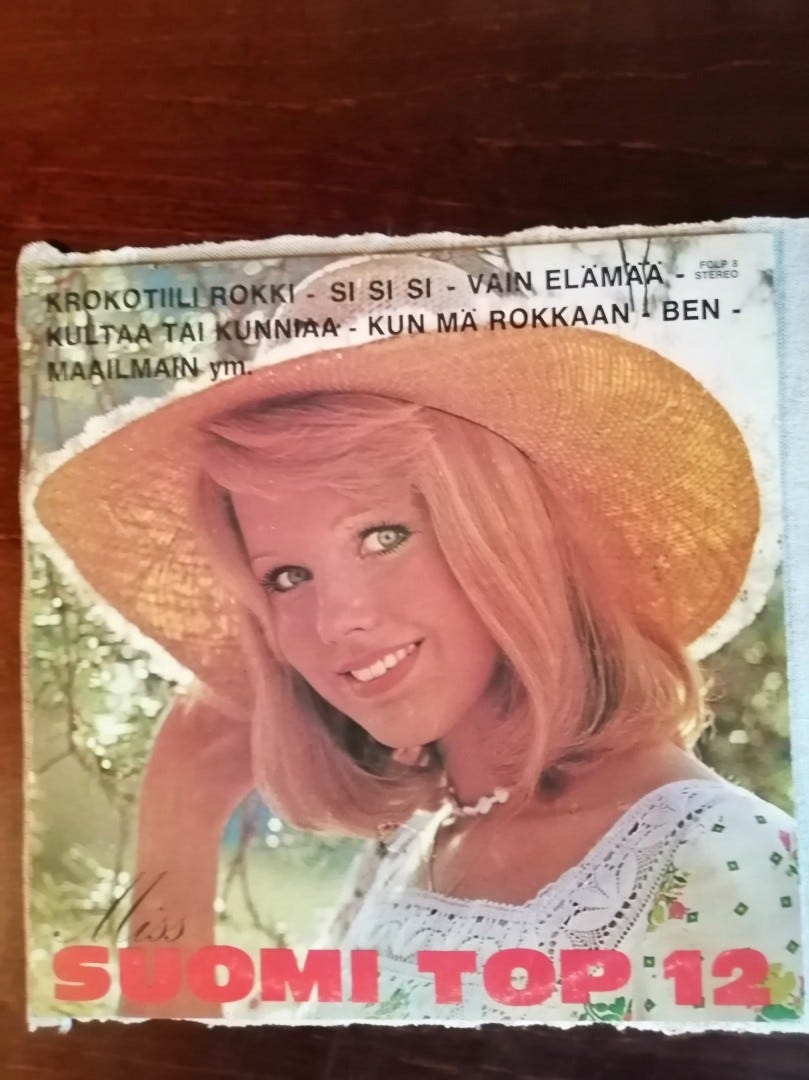 KROKOTIILI ROKKI - SI SI SI - VAIN ELÄMÄÄ -
FOLP 8
STEREO
KULTAA TAI KUNNIAA - KUN MÄ ROKKAAN - BEN -
MAAILMAIN ym.
Miss
SUOMI TOP 12